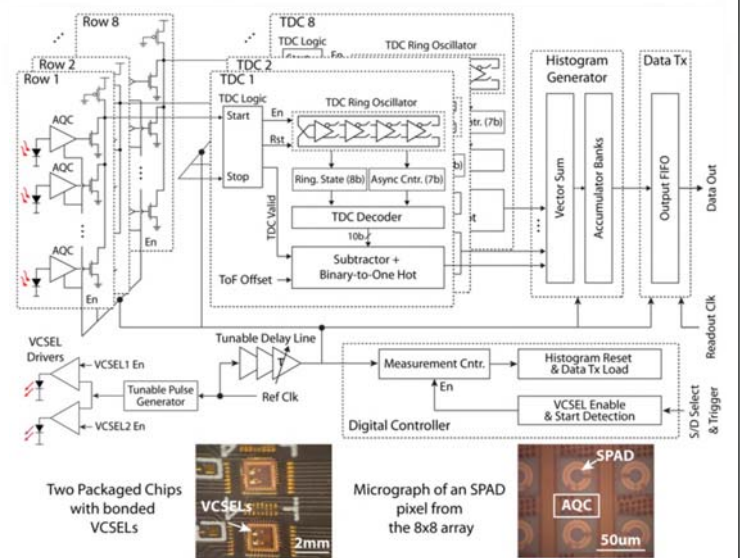 Row 8
Row 2
Row 1
AQC
AQC
AQC
En
En
TDC 8
TDC Logic
En
TDC Ring Oscillator
TDC 2
TDC 1
TDC Logic
Start
Stop
En
Rst
TDC Ring Oscillator
ntr. (7b)
Ring. State (8b)
Async Cntr. (7b)
b)
TDC Valid
TDC Decoder
10b
Subtractor +
Binary-to-One Hot
ToF Offset
Histogram
Generator
Vector Sum
Accumulator Banks
Data Tx
Output FIFO
Data Out
Readout Clk
VCSEL
Drivers
VCSEL1 En
VCSEL2 En
Tunable Pulse
Generator
Tunable Delay Line
T
Ref Clk
Measurement Cntr.
En
Histogram Reset
& Data Tx Load
VCSEL Enable
& Start Detection
Digital Controller
S/D Select
& Trigger
Two Packaged Chips
with bonded
VCSELs
VCSELs
2mm
Micrograph of an SPAD
pixel from
the 8x8 array
SPAD
AQC
50um